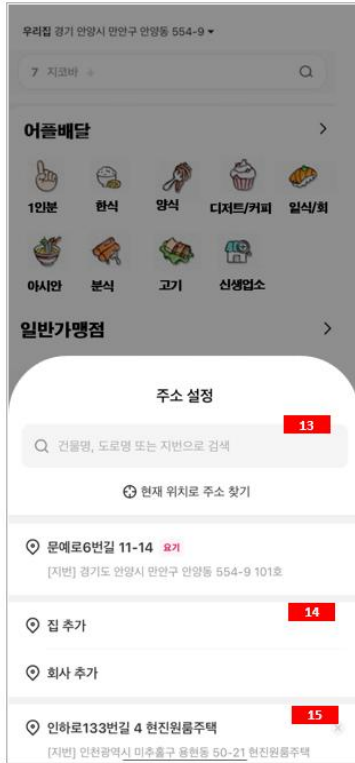 우리집 경기 안양시 만안구 안양동 554-9
7 지코바
어플배달
1인분 한식 양식 디저트/커피 일식/회
아시안 분식 고기 신생업소
일반가맹점
주소 설정
13
건물명, 도로명 또는 지번으로 검색
현재 위치로 주소 찾기
문예로6번길 11-14 요기
[지번] 경기도 안양시 만안구 안양동 554-9 101호
14
집 추가
회사 추가
15
인하로133번길 4 현진원룸주택
[지번] 인천광역시 미추홀구 용현동 50-21 현진원룸주택